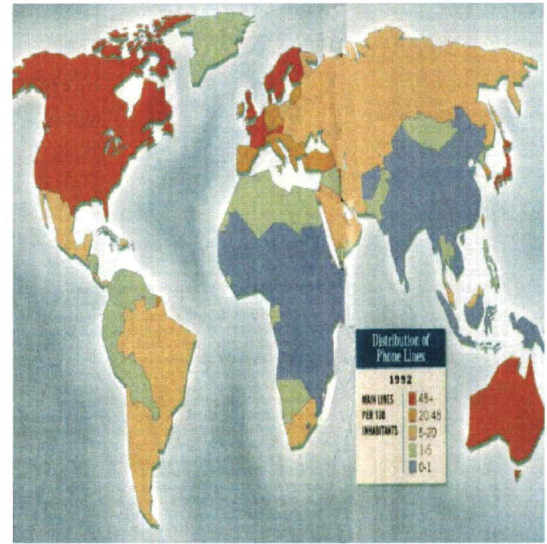 Distribution of
Phone Lines
1992
MAIN LINES
PER 100
INHABITANTS
45+
20-45
5-20
1-5
0-1